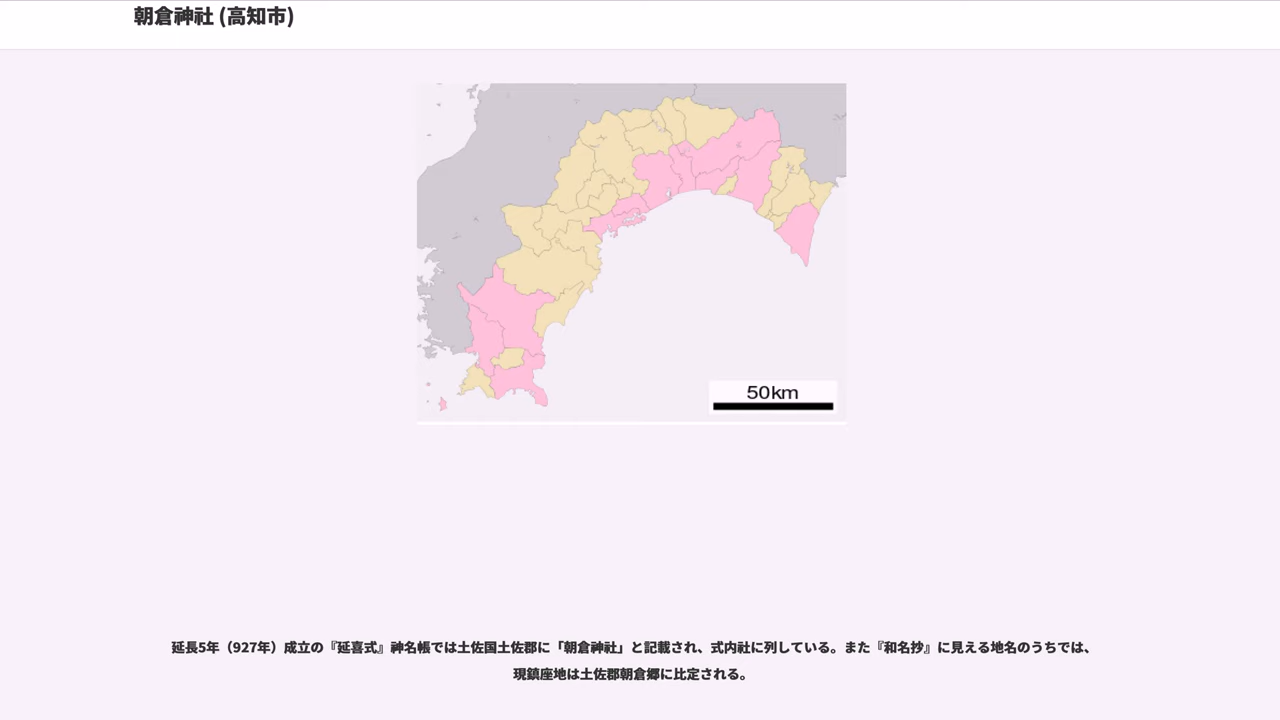 朝倉神社 (高知市)
50km
延長5年（927年）成立の『延喜式』神名帳では土佐国土佐郡に「朝倉神社」と記載され、式内社に列している。また『和名抄』に見える地名のうちでは、
現鎮座地は土佐郡朝倉郷に比定される。